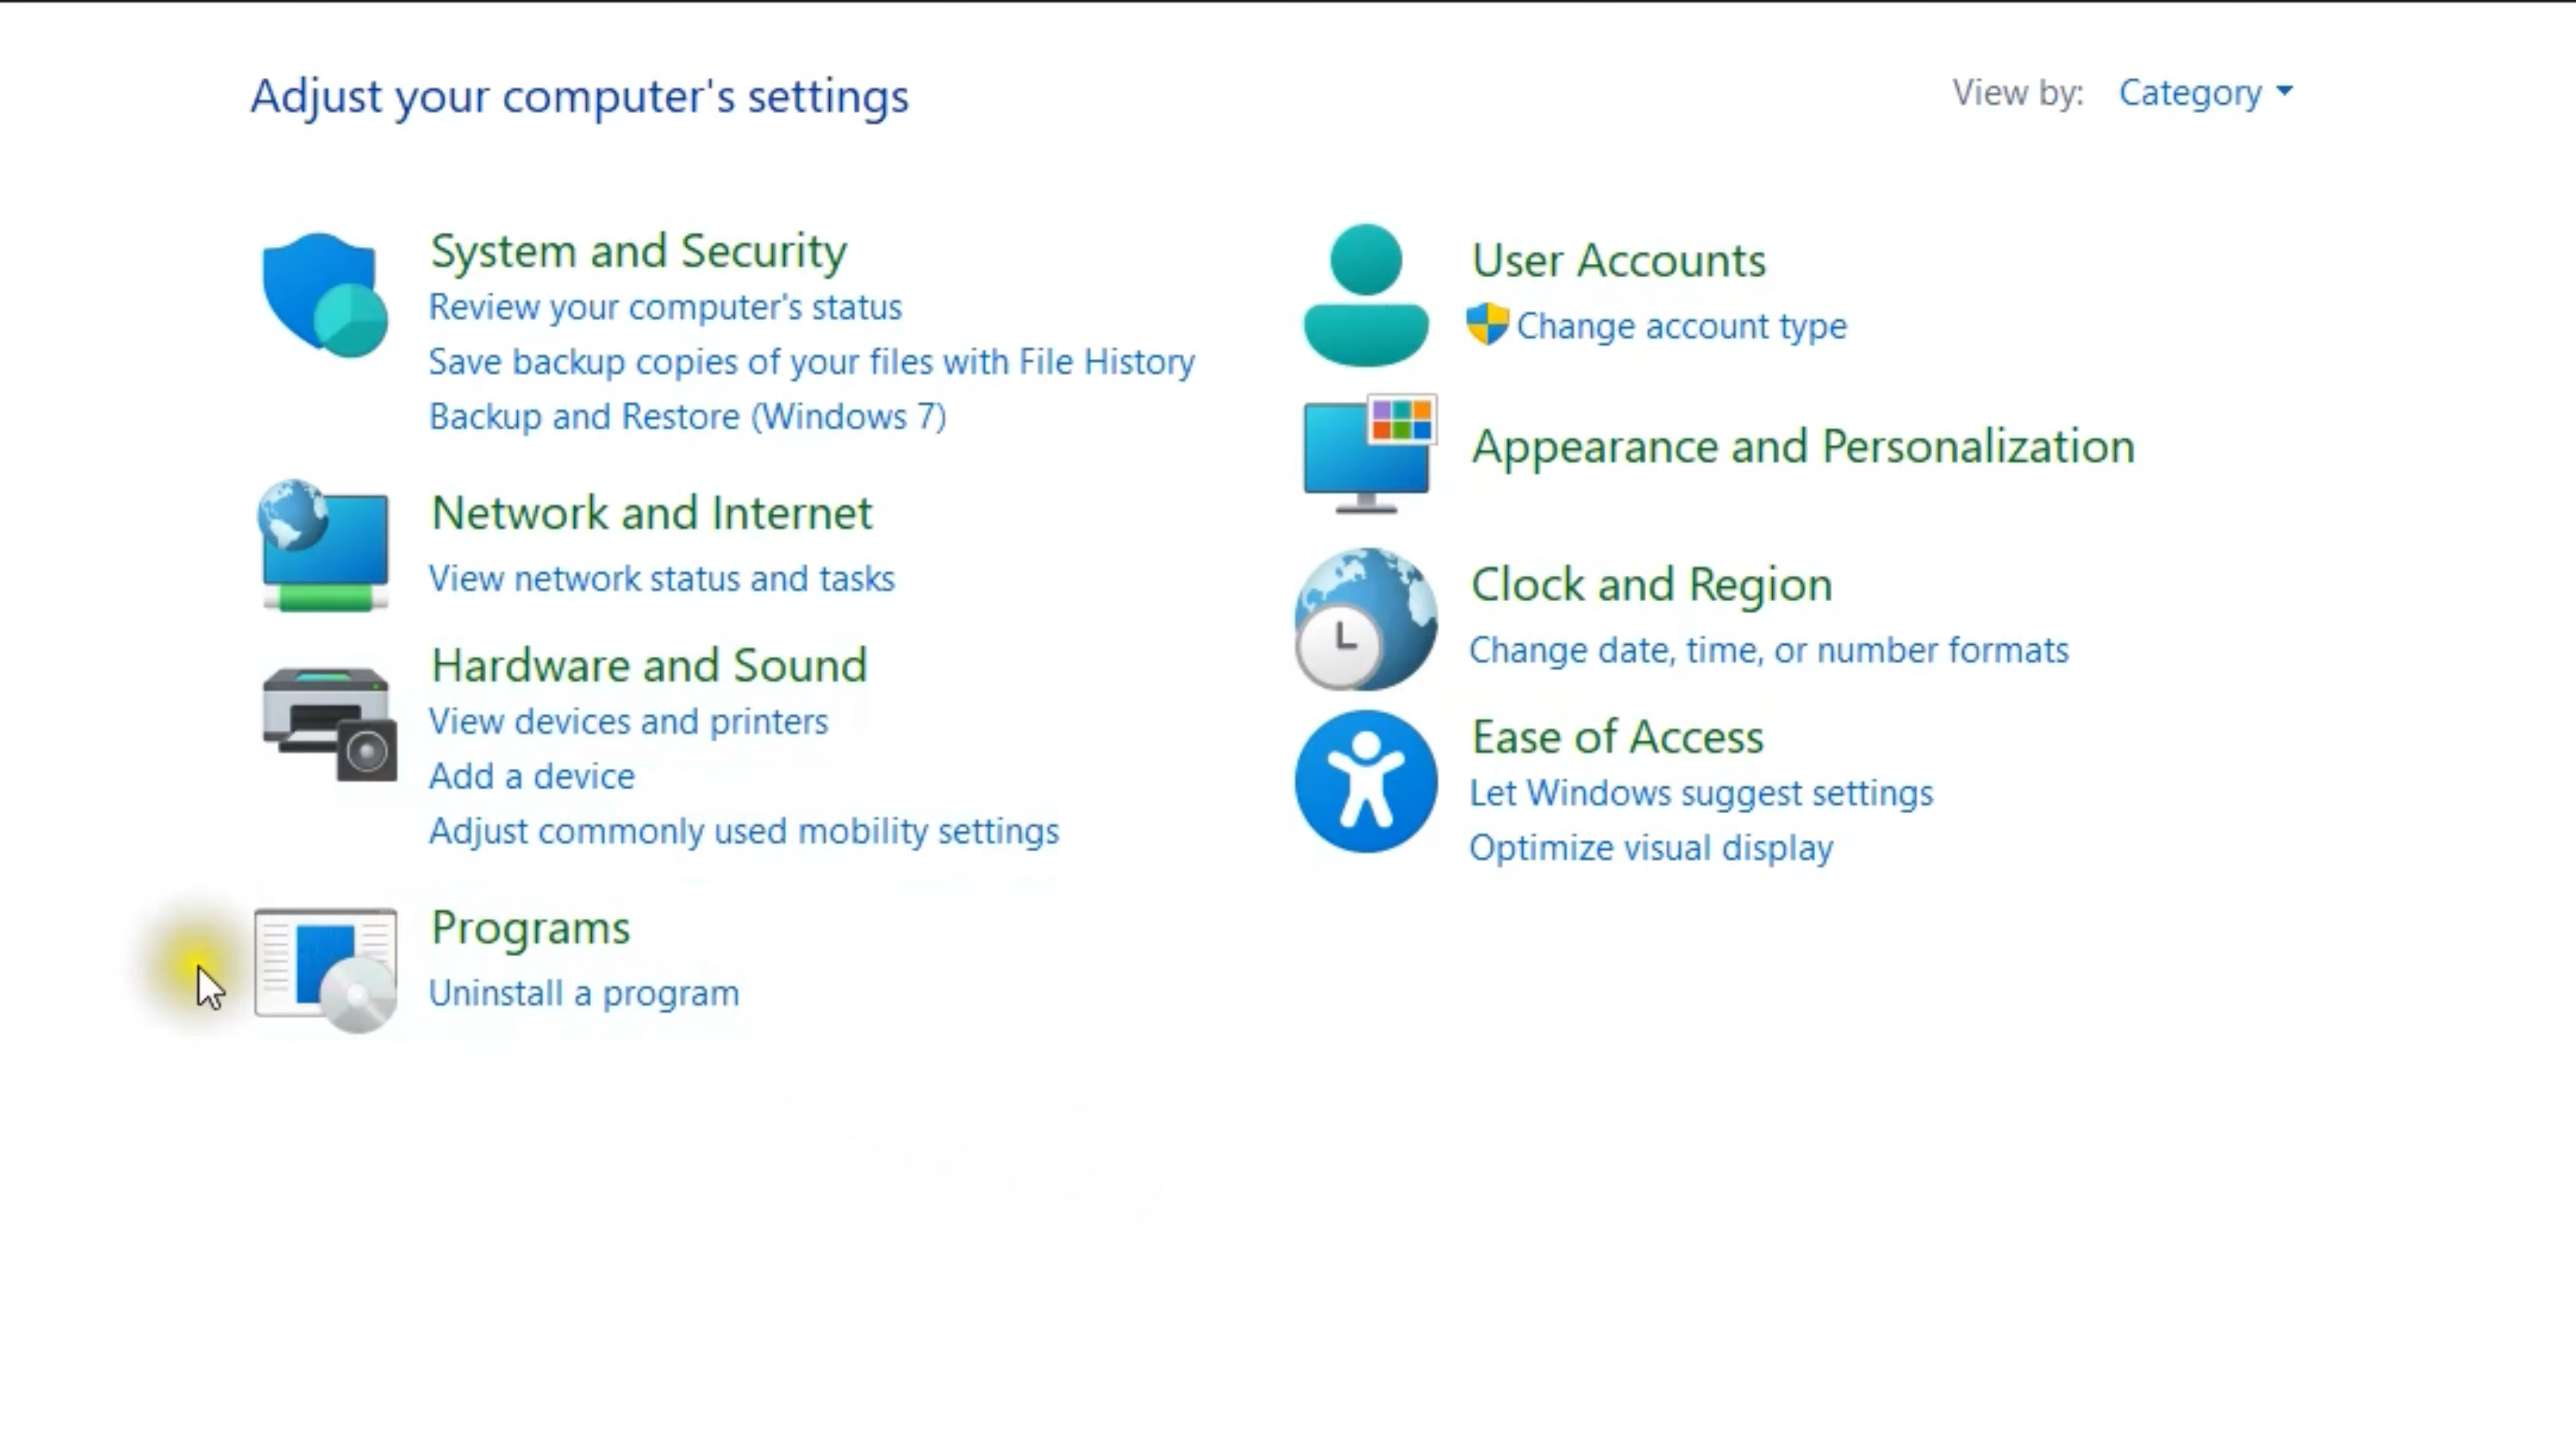 Adjust your computer's settings
View by: Category
System and Security
Review your computer's status
Save backup copies of your files with File History
Backup and Restore (Windows 7)
Network and Internet
View network status and tasks
Hardware and Sound
View devices and printers
Add a device
Adjust commonly used mobility settings
Programs
Uninstall a program
User Accounts
Change account type
Appearance and Personalization
Clock and Region
Change date, time, or number formats
Ease of Access
Let Windows suggest settings
Optimize visual display